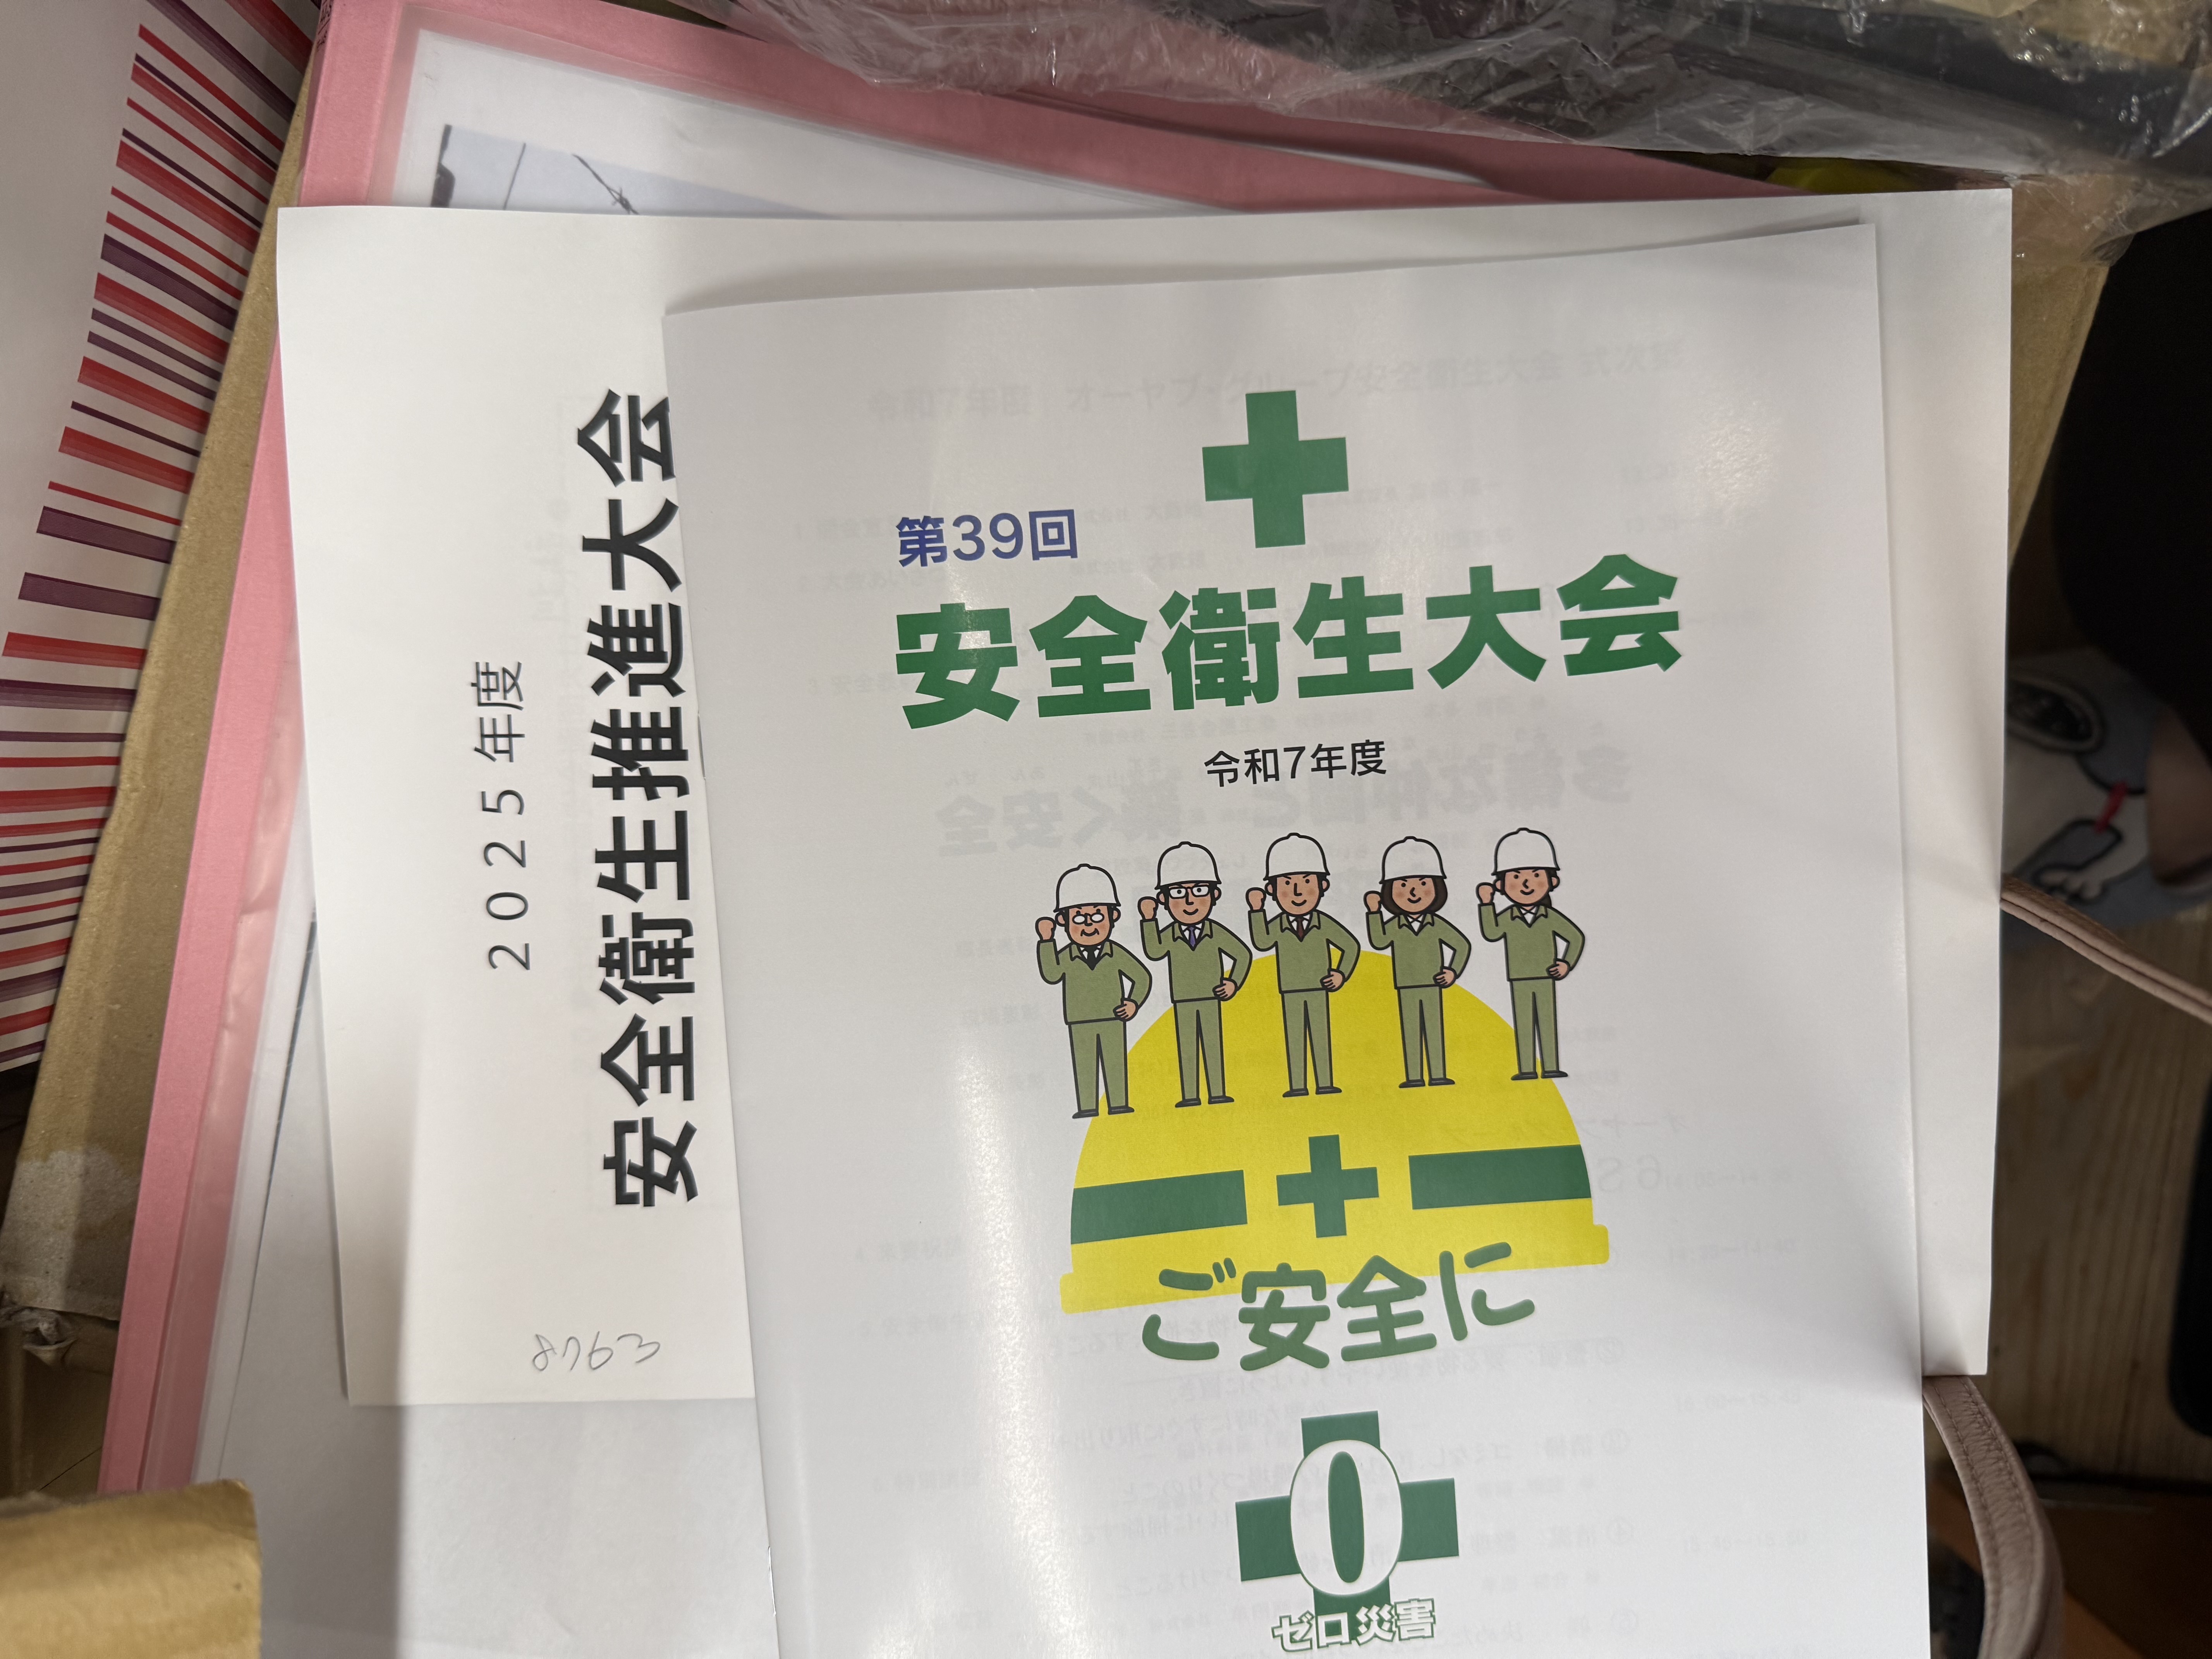 2025年度
安全衛生推進大会
8763
第39回
安全衛生大会
令和7年度
ご安全に
0
ゼロ災害